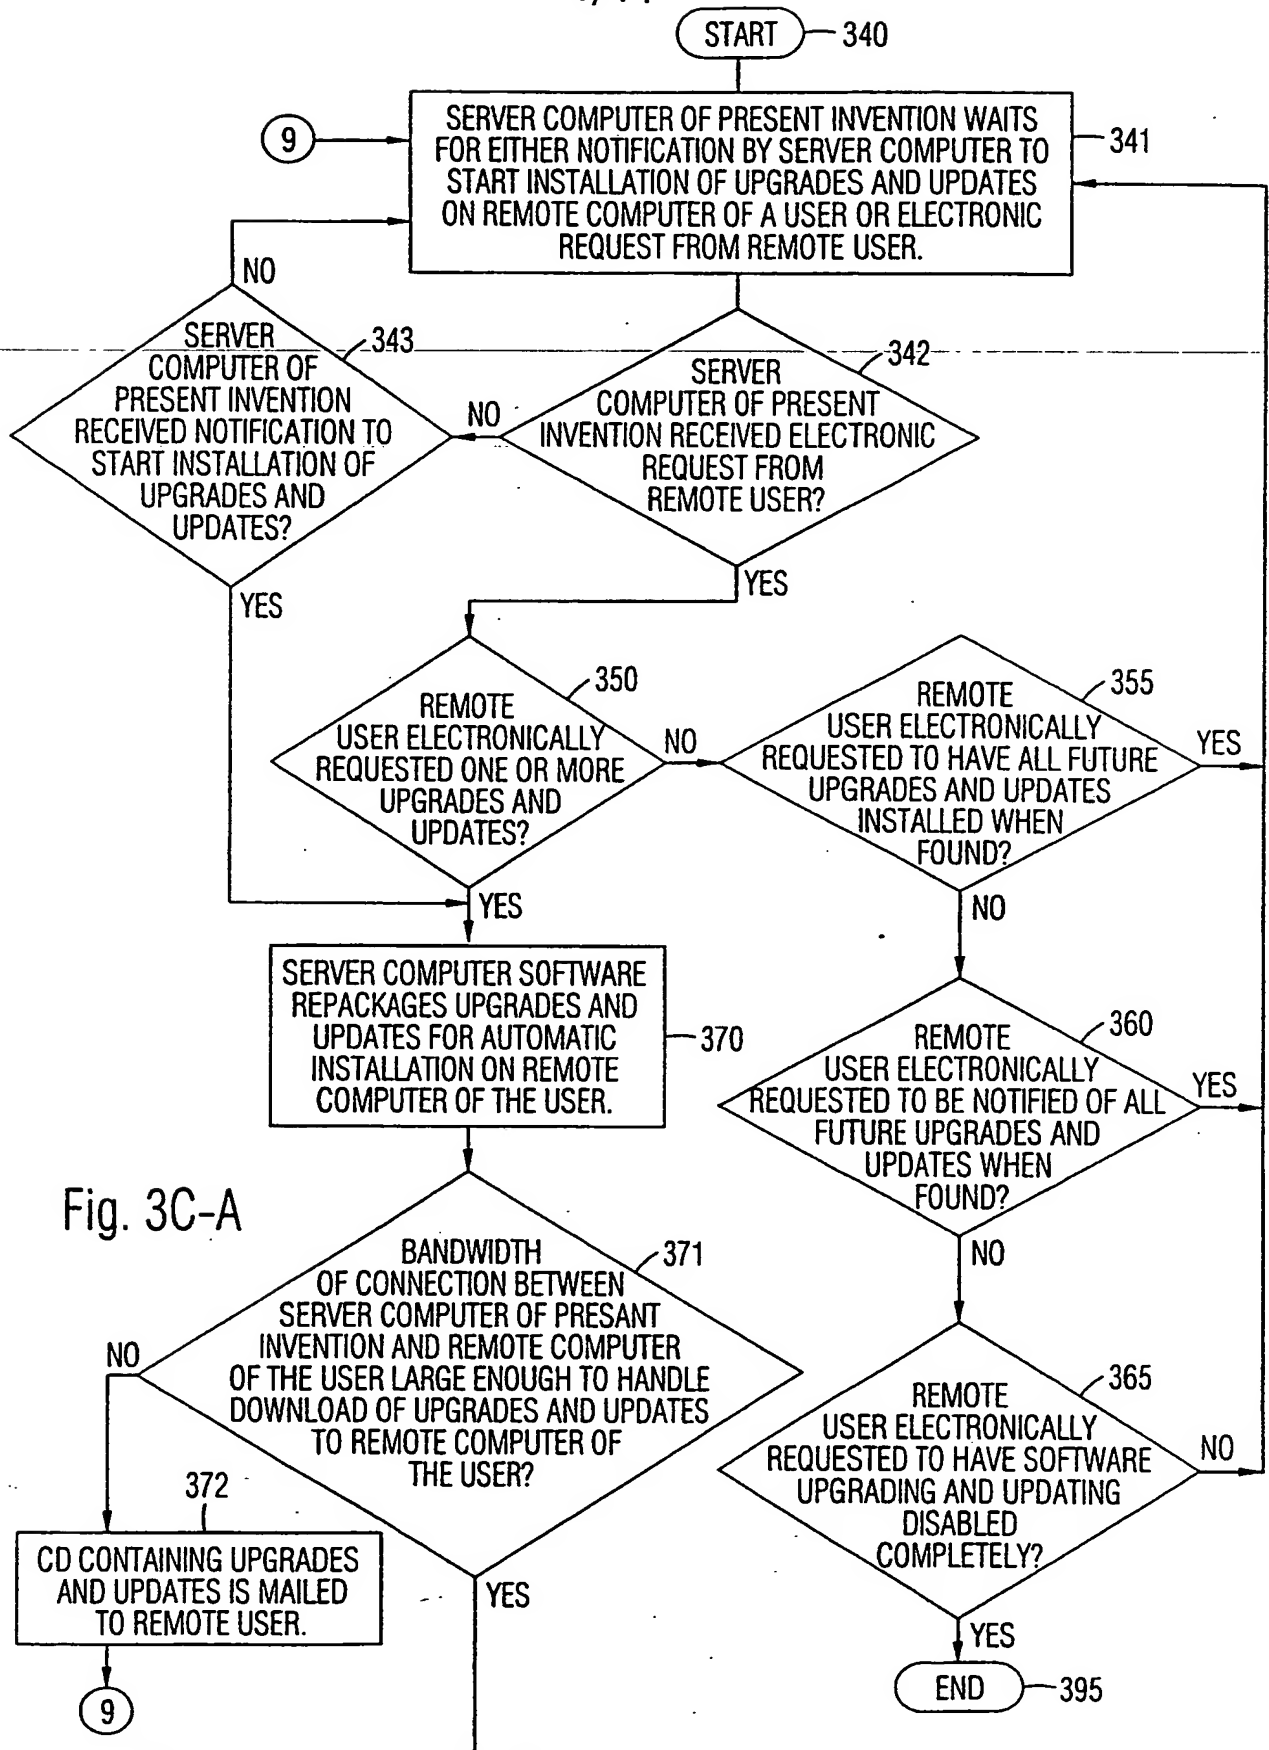 START
340
SERVER COMPUTER OF PRESENT INVENTION WAITS
FOR EITHER NOTIFICATION BY SERVER COMPUTER TO
START INSTALLATION OF UPGRADES AND UPDATES
ON REMOTE COMPUTER OF A USER OR ELECTRONIC
REQUEST FROM REMOTE USER.
341
9
NO
SERVER
COMPUTER OF
PRESENT INVENTION
RECEIVED NOTIFICATION TO
START INSTALLATION OF
UPGRADES AND
UPDATES?
343
YES
NO
SERVER
COMPUTER OF PRESENT
INVENTION RECEIVED ELECTRONIC
REQUEST FROM
REMOTE USER?
342
YES
REMOTE
USER ELECTRONICALLY
REQUESTED ONE OR MORE
UPGRADES AND
UPDATES?
350
NO
YES
REMOTE
USER ELECTRONICALLY
REQUESTED TO HAVE ALL FUTURE
UPGRADES AND UPDATES
INSTALLED WHEN
FOUND?
355
YES
NO
SERVER COMPUTER SOFTWARE
REPACKAGES UPGRADES AND
UPDATES FOR AUTOMATIC
INSTALLATION ON REMOTE
COMPUTER OF THE USER.
370
REMOTE
USER ELECTRONICALLY
REQUESTED TO BE NOTIFIED OF ALL
FUTURE UPGRADES AND
UPDATES WHEN
FOUND?
360
YES
NO
Fig. 3C-A
BANDWIDTH
OF CONNECTION BETWEEN
SERVER COMPUTER OF PRESANT
INVENTION AND REMOTE COMPUTER
OF THE USER LARGE ENOUGH TO HANDLE
DOWNLOAD OF UPGRADES AND UPDATES
TO REMOTE COMPUTER OF
THE USER?
371
NO
YES
REMOTE
USER ELECTRONICALLY
REQUESTED TO HAVE SOFTWARE
UPGRADING AND UPDATING
DISABLED
COMPLETELY?
365
NO
YES
372
CD CONTAINING UPGRADES
AND UPDATES IS MAILED
TO REMOTE USER.
9
END
395